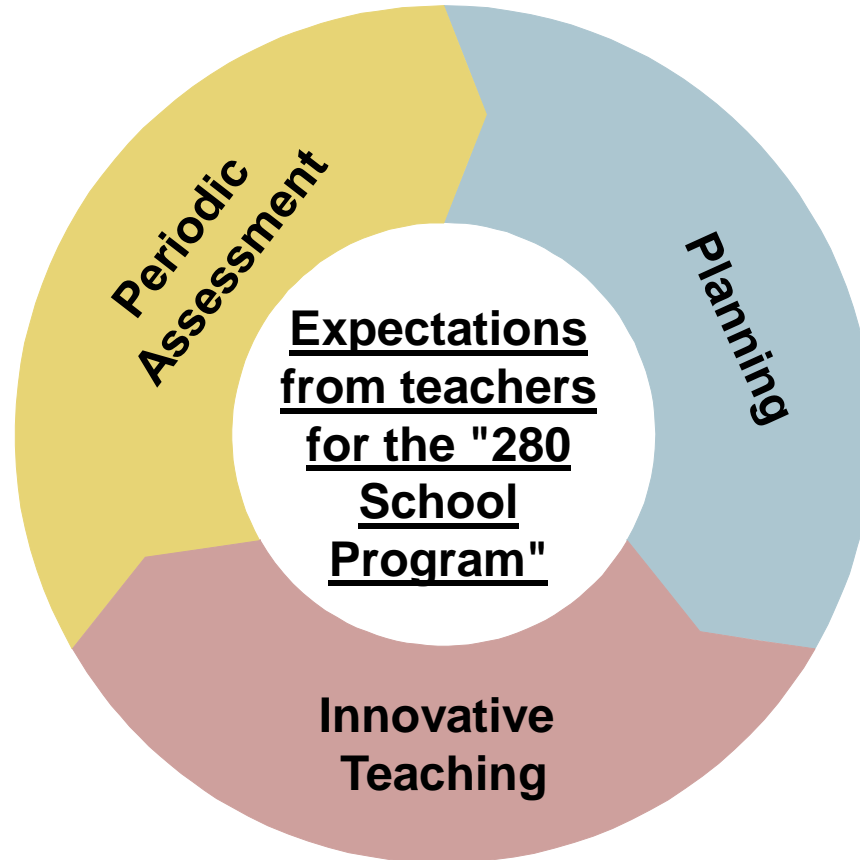 Expectations
from teachers
for the "280
School
Program"
Planning
Innovative
Teaching
Periodic
Assessment